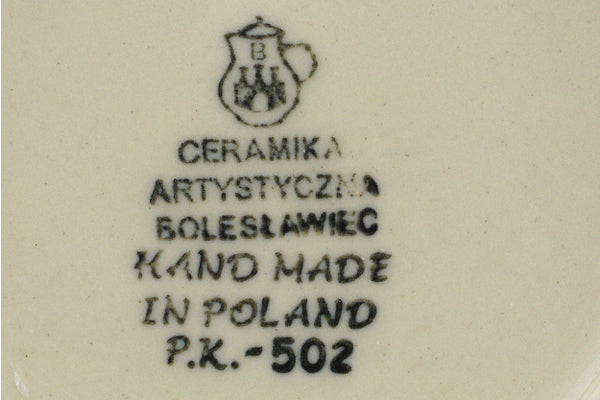 B
CERAMIKA
ARTYSTYCZNA
BOLESŁAWIEC
HAND MADE
IN POLAND
P.K.-502